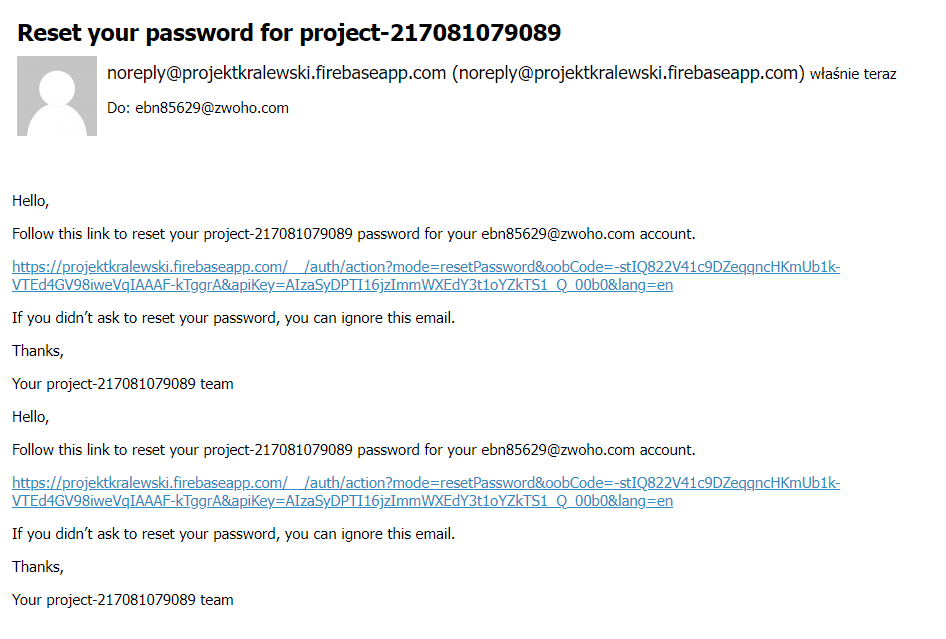 Reset your password for project-217081079089
noreply@projektkralewski.firebaseapp.com (noreply@projektkralewski.firebaseapp.com) właśnie teraz
Do: ebn85629@zwoho.com
Hello,
Follow this link to reset your project-217081079089 password for your ebn85629@zwoho.com account.
https://projektkralewski.firebaseapp.com/__/auth/action?mode=resetPassword&oobCode=-stIQ822V41c9DZeqqncHKmUb1k-
VTEd4GV98iweVqIAAAF-kTggrA&apiKey=AIzaSyDPTI16jzImmWXEdY3t1oYZkTS1_Q_00b0&lang=en
If you didn’t ask to reset your password, you can ignore this email.
Thanks,
Your project-217081079089 team
Hello,
Follow this link to reset your project-217081079089 password for your ebn85629@zwoho.com account.
https://projektkralewski.firebaseapp.com/__/auth/action?mode=resetPassword&oobCode=-stIQ822V41c9DZeqqncHKmUb1k-
VTEd4GV98iweVqIAAAF-kTggrA&apiKey=AIzaSyDPTI16jzImmWXEdY3t1oYZkTS1_Q_00b0&lang=en
If you didn’t ask to reset your password, you can ignore this email.
Thanks,
Your project-217081079089 team